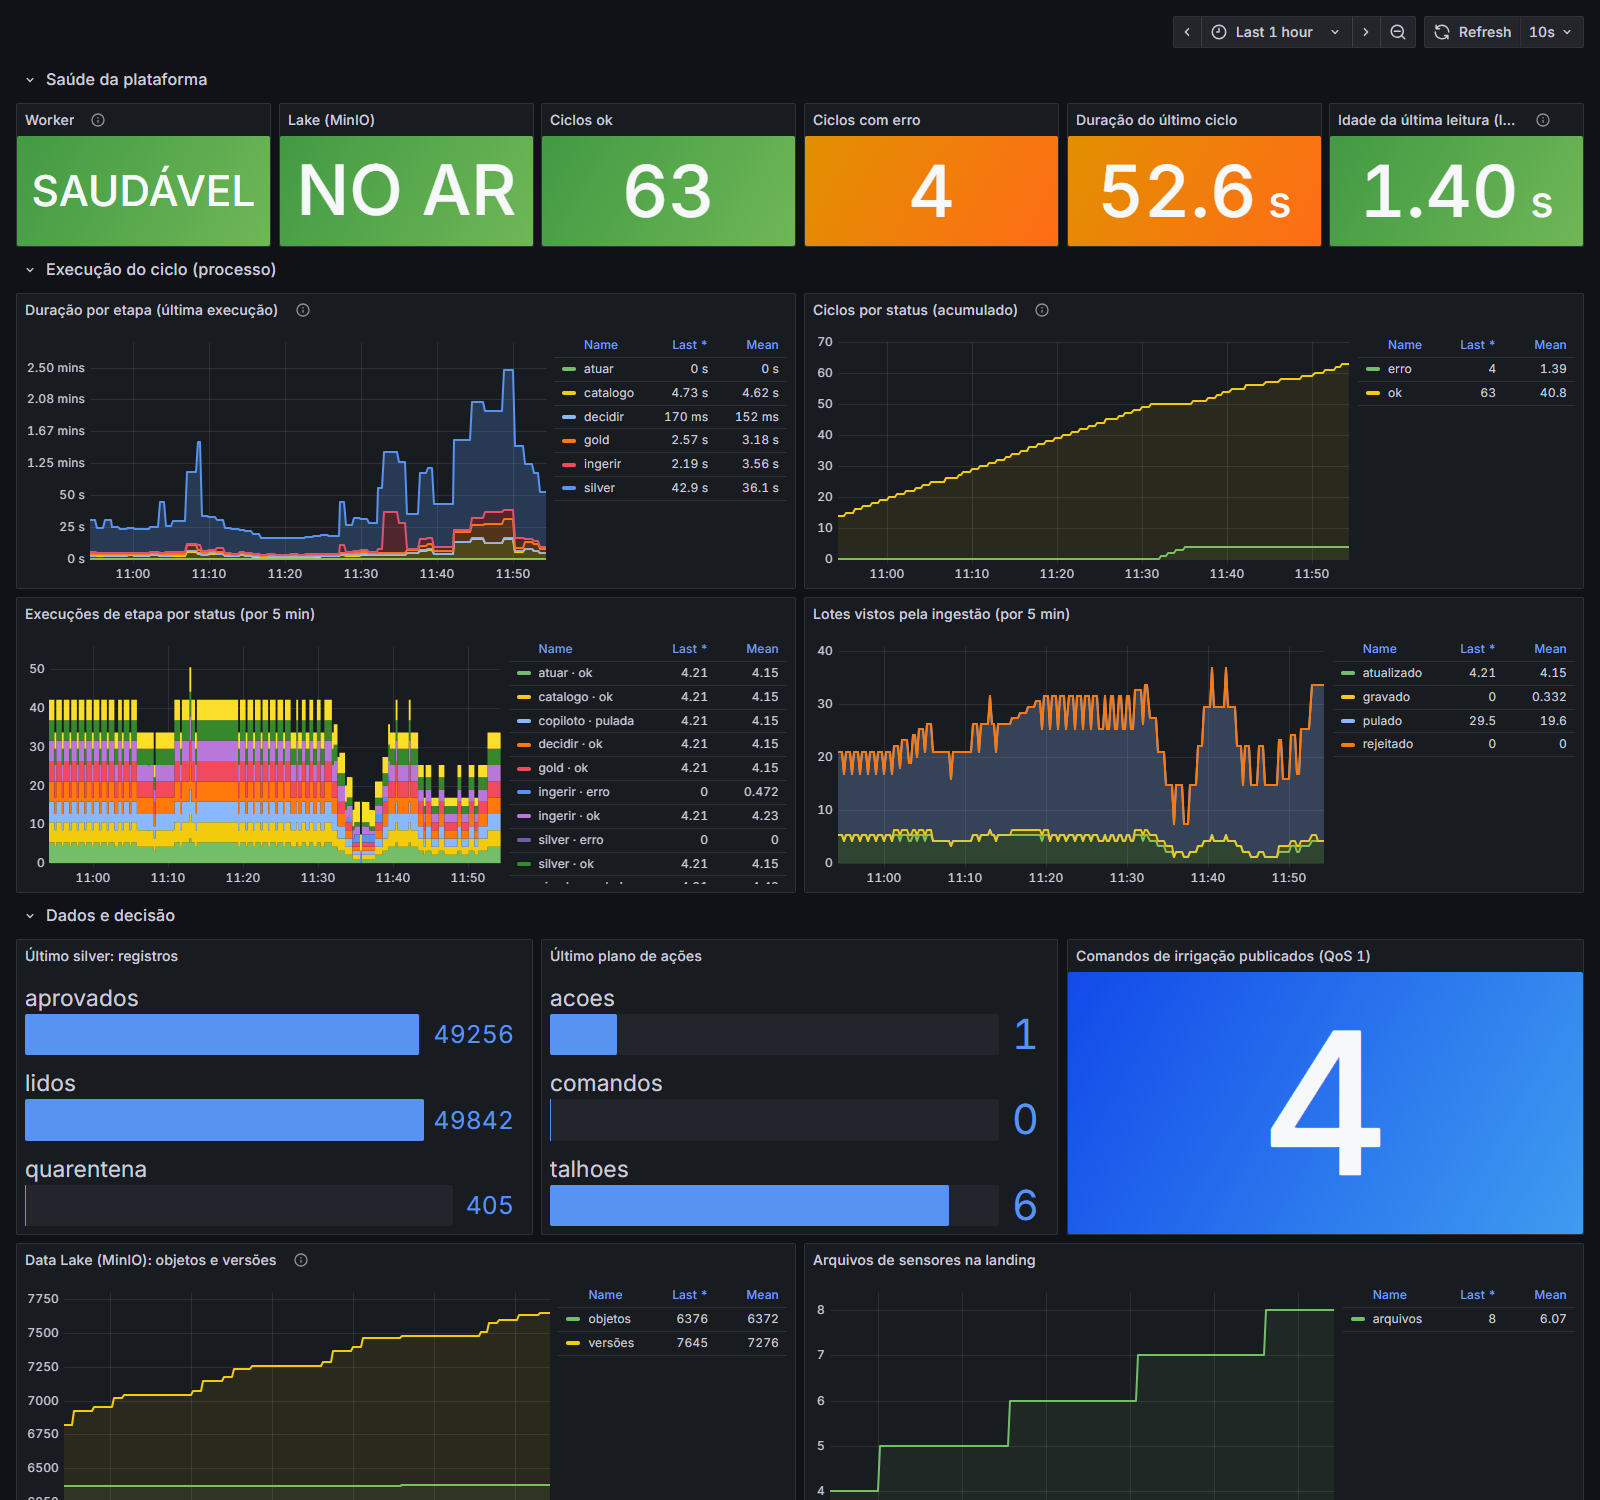 Last 1 hour
Refresh
10s
Saúde da plataforma
Worker
SAUDÁVEL
Lake (MinIO)
NO AR
Ciclos ok
63
Ciclos com erro
4
Duração do último ciclo
52.6 s
Idade da última leitura (l...
1.40 s
Execução do ciclo (processo)
Duração por etapa (última execução)
2.50 mins
2.08 mins
1.67 mins
1.25 mins
50 s
25 s
0 s
11:00 11:10 11:20 11:30 11:40 11:50
Name Last * Mean
atuar 0 s 0 s
catalogo 4.73 s 4.62 s
decidir 170 ms 152 ms
gold 2.57 s 3.18 s
ingerir 2.19 s 3.56 s
silver 42.9 s 36.1 s
Ciclos por status (acumulado)
70
60
50
40
30
20
10
0
11:00 11:10 11:20 11:30 11:40 11:50
Name Last * Mean
erro 4 1.39
ok 63 40.8
Execuções de etapa por status (por 5 min)
50
40
30
20
10
0
11:00 11:10 11:20 11:30 11:40 11:50
Name Last * Mean
atuar · ok 4.21 4.15
catalogo · ok 4.21 4.15
copiloto · pulada 4.21 4.15
decidir · ok 4.21 4.15
gold · ok 4.21 4.15
ingerir · erro 0 0.472
ingerir · ok 4.21 4.23
silver · erro 0 0
silver · ok 4.21 4.15
Lotes vistos pela ingestão (por 5 min)
40
30
20
10
0
11:00 11:10 11:20 11:30 11:40 11:50
Name Last * Mean
atualizado 4.21 4.15
gravado 0 0.332
pulado 29.5 19.6
rejeitado 0 0
Dados e decisão
Último silver: registros
aprovados
49256
lidos
49842
quarentena
405
Último plano de ações
acoes
1
comandos
0
talhoes
6
Comandos de irrigação publicados (QoS 1)
4
Data Lake (MinIO): objetos e versões
7750
7500
7250
7000
6750
6500
Name Last * Mean
objetos 6376 6372
versões 7645 7276
Arquivos de sensores na landing
8
7
6
5
4
Name Last * Mean
arquivos 8 6.07